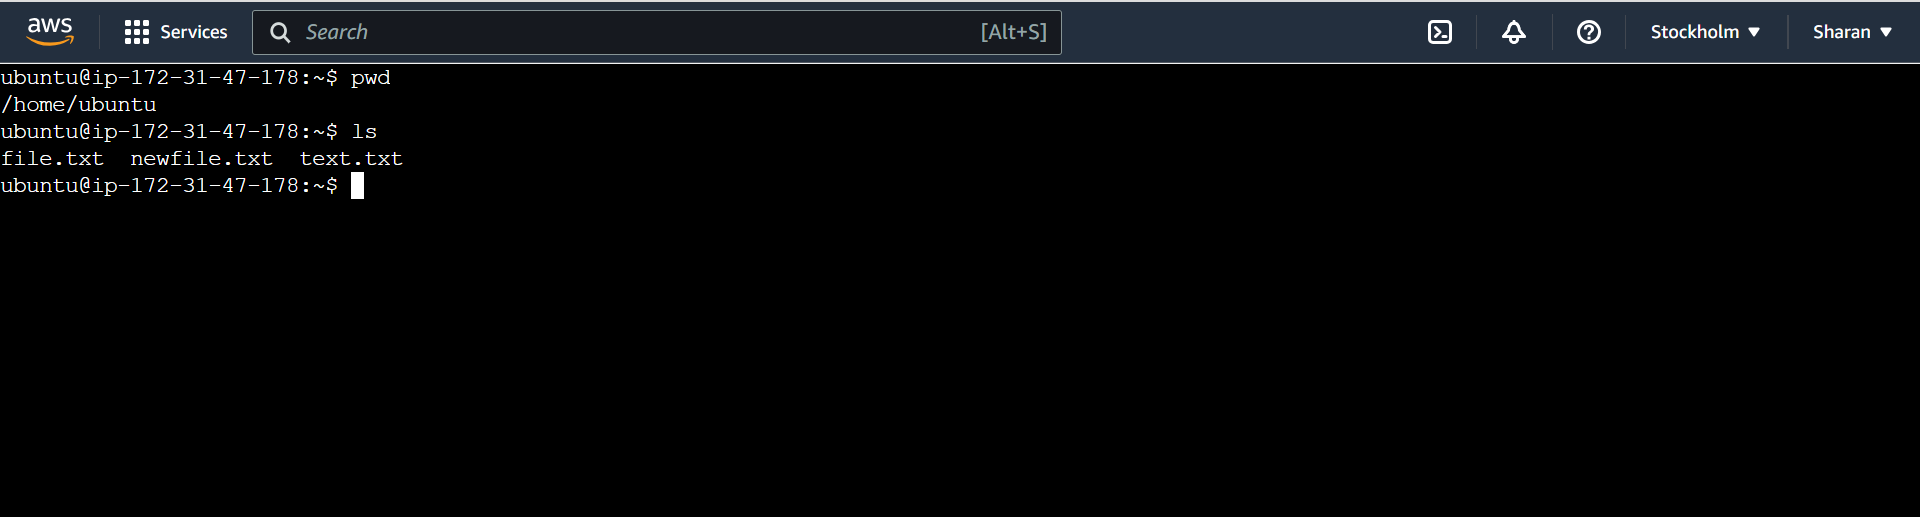 aws Services Search [Alt+S] Stockholm Sharan
ubuntu@ip-172-31-47-178:~$ pwd
/home/ubuntu
ubuntu@ip-172-31-47-178:~$ ls
file.txt  newfile.txt  text.txt
ubuntu@ip-172-31-47-178:~$